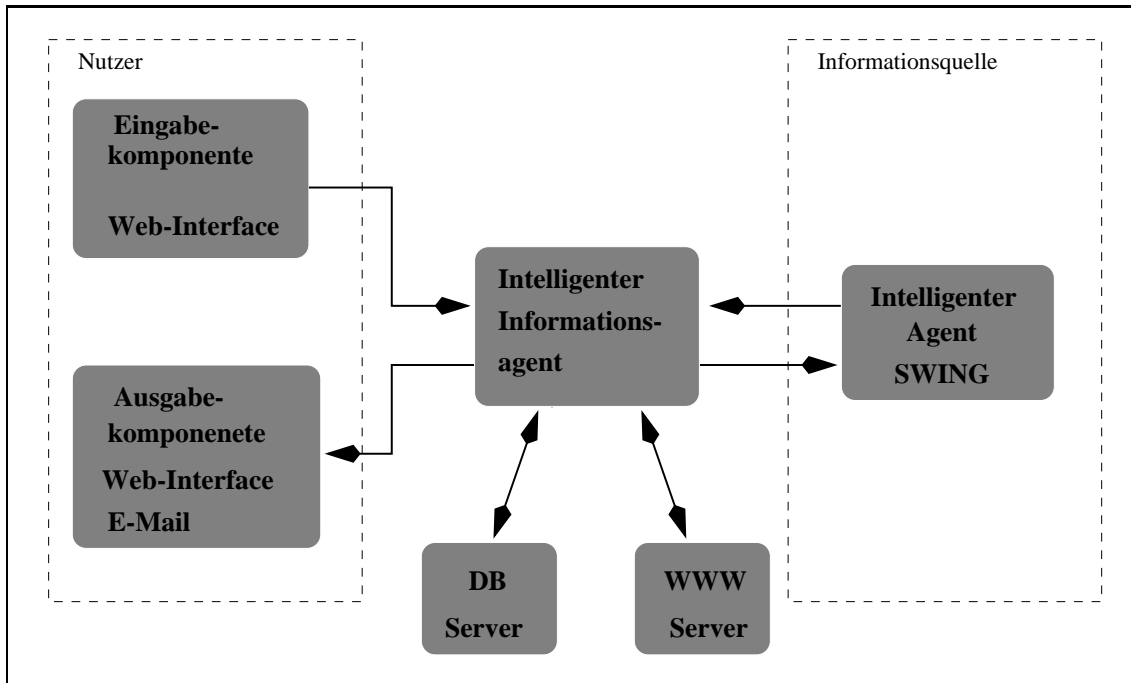 Nutzer
Eingabe-
komponente
Web-Interface
Ausgabe-
komponenete
Web-Interface
E-Mail
Intelligenter
Informations-
agent
DB
Server
WWW
Server
Informationsquelle
Intelligenter
Agent
SWING